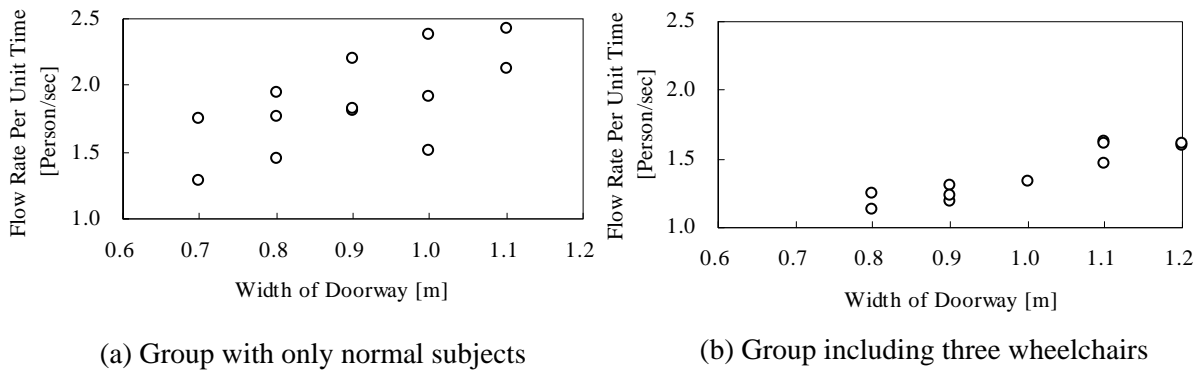 Flow Rate Per Unit Time
[Person/sec]
2.5
2.0
1.5
1.0
0.6 0.7 0.8 0.9 1.0 1.1 1.2
Width of Doorway [m]
(a) Group with only normal subjects
Flow Rate Per Unit Time
[Person/sec]
2.5
2.0
1.5
1.0
0.6 0.7 0.8 0.9 1.0 1.1 1.2
Width of Doorway [m]
(b) Group including three wheelchairs